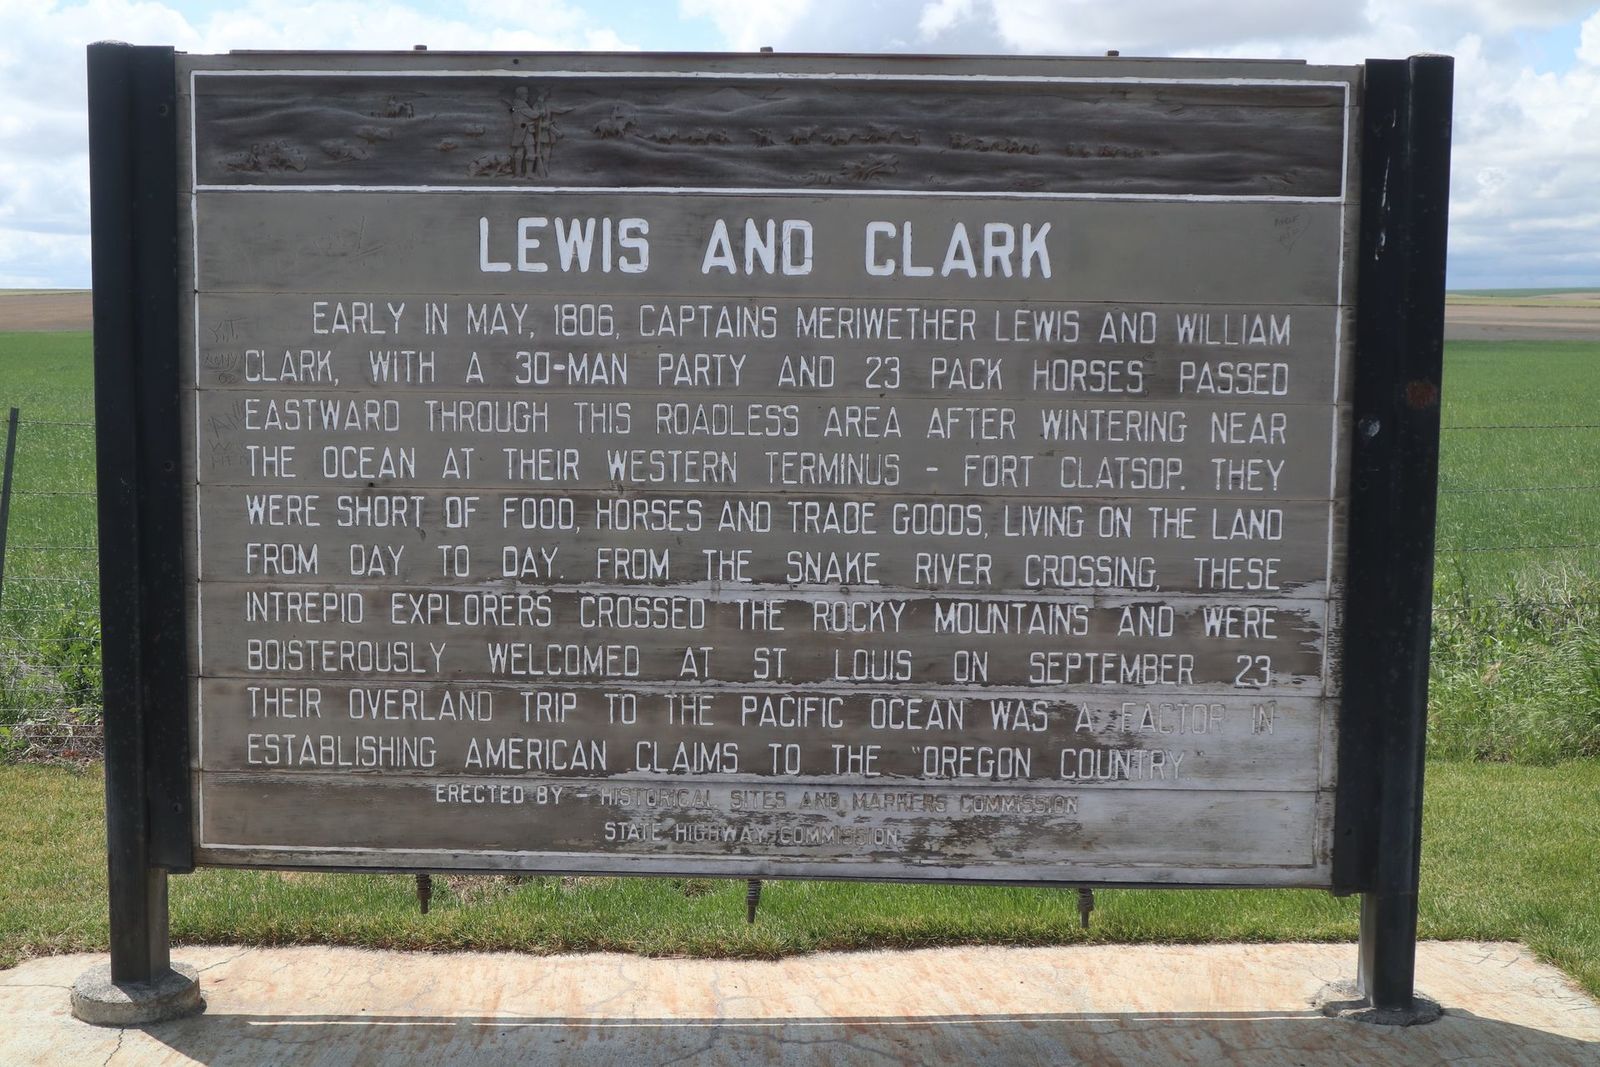 LEWIS AND CLARK
EARLY IN MAY, 1806, CAPTAINS MERIWETHER LEWIS AND WILLIAM
CLARK, WITH A 30-MAN PARTY AND 23 PACK HORSES PASSED
EASTWARD THROUGH THIS ROADLESS AREA AFTER WINTERING NEAR
THE OCEAN AT THEIR WESTERN TERMINUS - FORT CLATSOP. THEY
WERE SHORT OF FOOD, HORSES AND TRADE GOODS, LIVING ON THE LAND
FROM DAY TO DAY. FROM THE SNAKE RIVER CROSSING, THESE
INTREPID EXPLORERS CROSSED THE ROCKY MOUNTAINS AND WERE
BOISTEROUSLY WELCOMED AT ST LOUIS ON SEPTEMBER 23.
THEIR OVERLAND TRIP TO THE PACIFIC OCEAN WAS A FACTOR IN
ESTABLISHING AMERICAN CLAIMS TO THE "OREGON COUNTRY."
ERECTED BY - HISTORICAL SITES AND MARKERS COMMISSION
STATE HIGHWAY COMMISSION